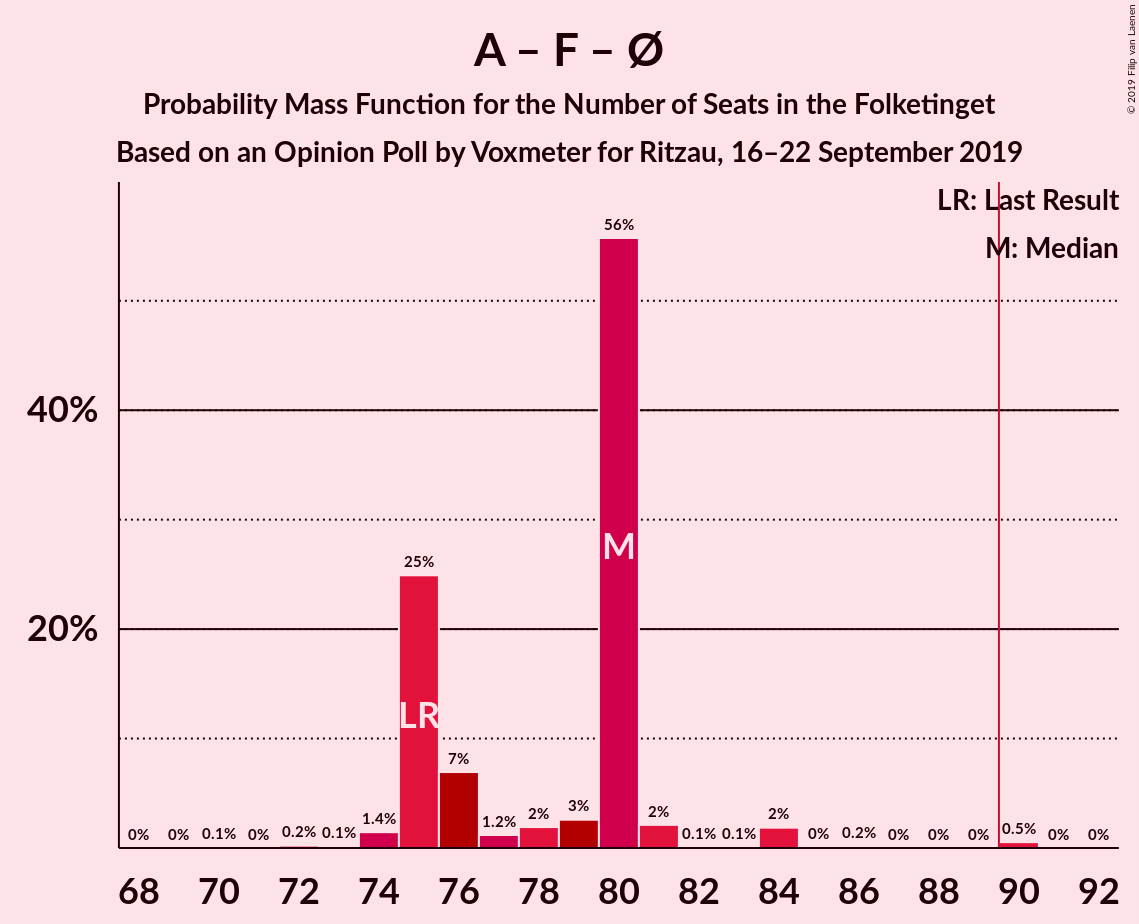 A – F – Ø
Probability Mass Function for the Number of Seats in the Folketinget
Based on an Opinion Poll by Voxmeter for Ritzau, 16–22 September 2019
© 2019 Filip van Laenen
LR: Last Result
M: Median
40%
20%
0% 0% 0.1% 0% 0.2% 0.1% 1.4% 25% 7% 1.2% 2% 3% 56% 2% 0.1% 0.1% 2% 0% 0.2% 0% 0% 0% 0.5% 0% 0%
LR
M
68 70 72 74 76 78 80 82 84 86 88 90 92